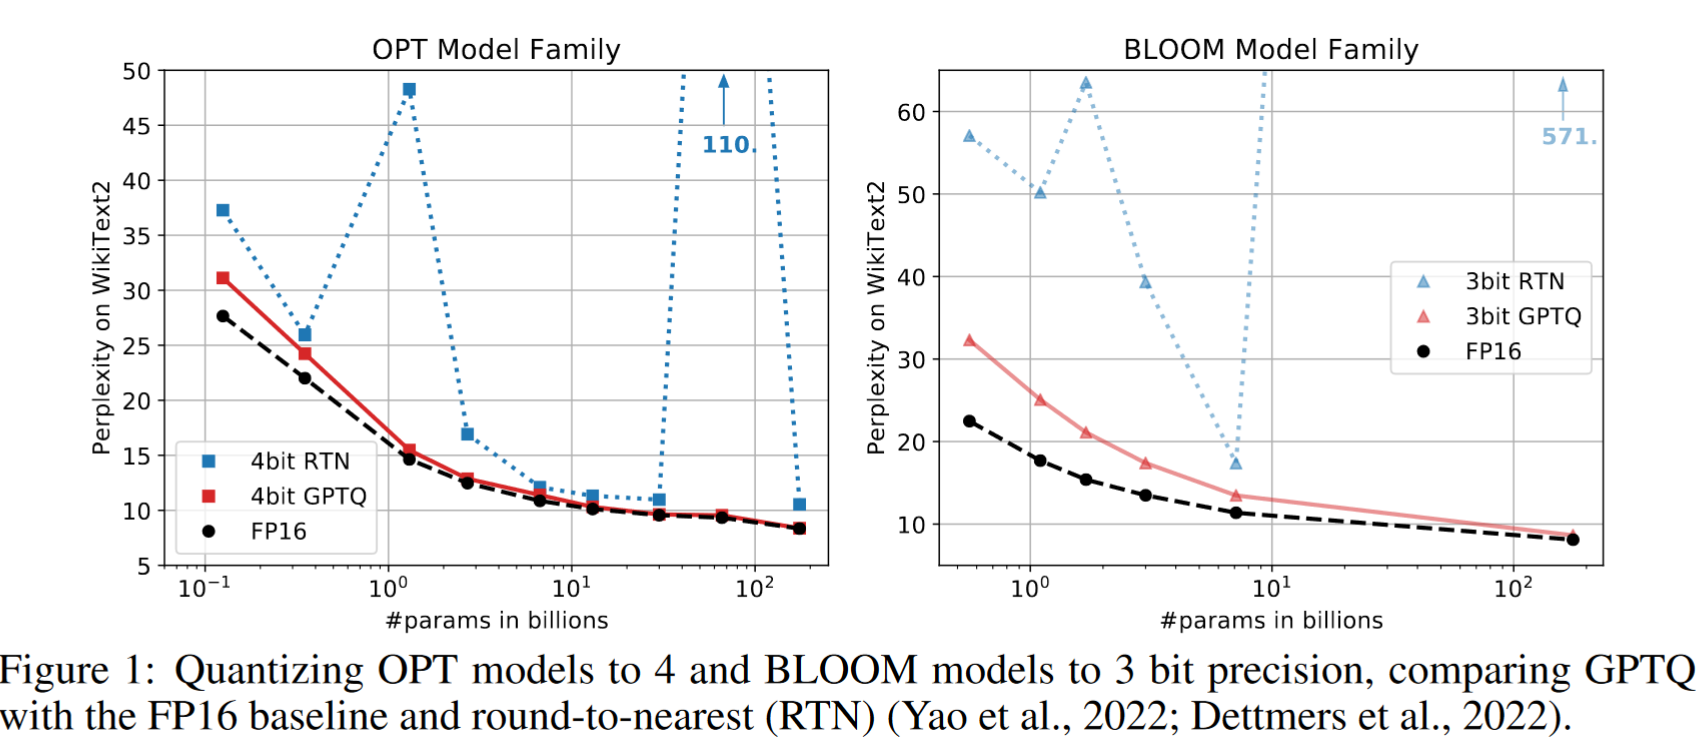 OPT Model Family
50
45
40
35
30
25
20
15
10
5
Perplexity on WikiText2
110.
4bit RTN
4bit GPTQ
FP16
10⁻¹
10⁰
10¹
10²
#params in billions
BLOOM Model Family
60
50
40
30
20
10
Perplexity on WikiText2
571.
3bit RTN
3bit GPTQ
FP16
10⁰
10¹
10²
#params in billions
Figure 1: Quantizing OPT models to 4 and BLOOM models to 3 bit precision, comparing GPTQ
with the FP16 baseline and round-to-nearest (RTN) (Yao et al., 2022; Dettmers et al., 2022).